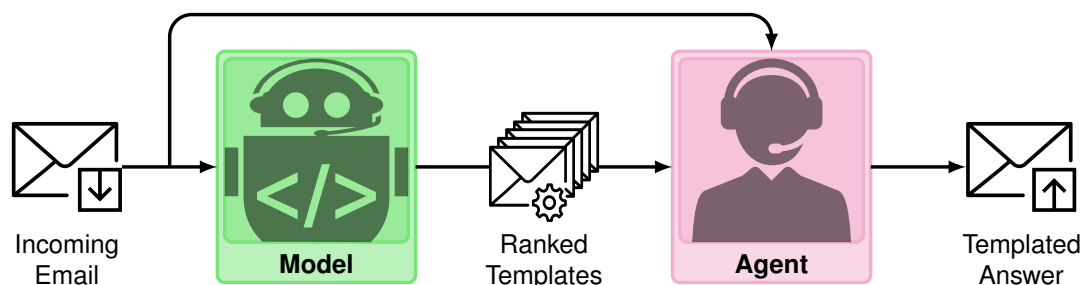 </>
Incoming
Email
Model
Ranked
Templates
Agent
Templated
Answer